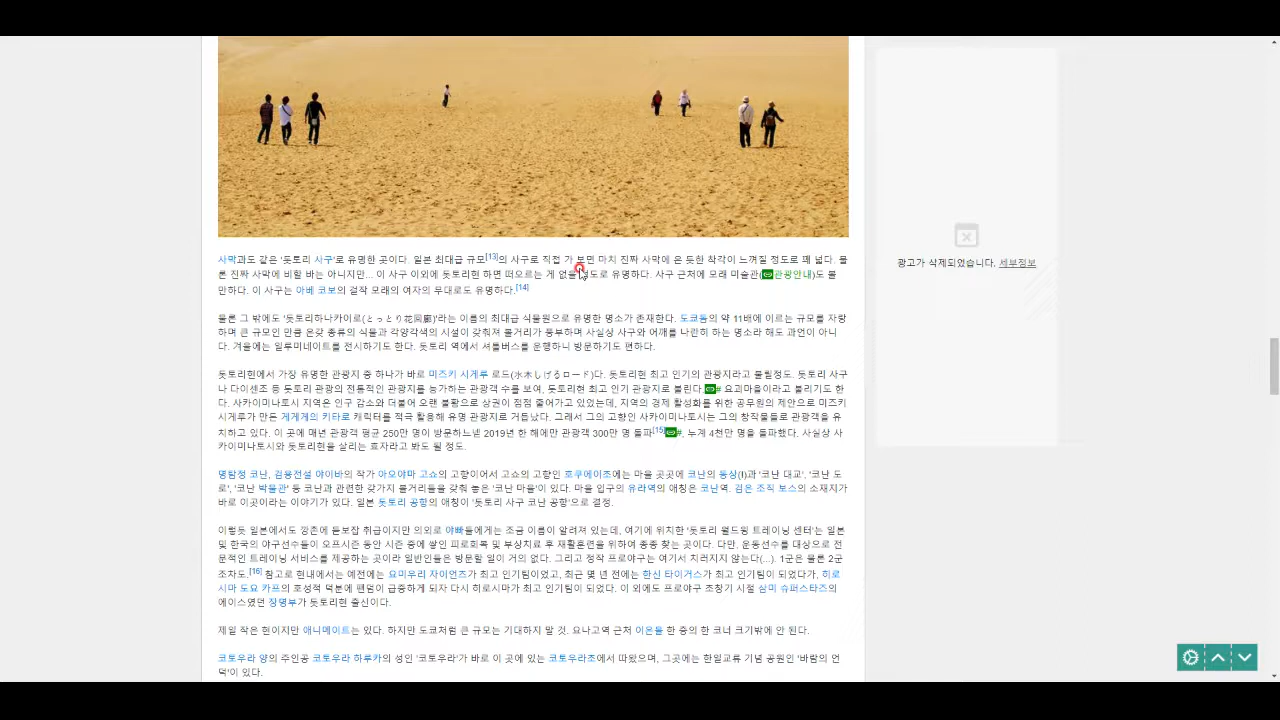 사막과도 같은 '돗토리 사구'로 유명한 곳이다. 일본 최대급 규모[13]의 사구로 직접 가 보면 마치 진짜 사막에 온 듯한 착각이 느껴질 정도로 꽤 넓다. 물
론 진짜 사막에 비할 바는 아니지만... 이 사구 이외에 돗토리현 하면 떠오르는 게 없을 정도로 유명하다. 사구 근처에 모래 미술관(관광안내)도 볼
만하다. 이 사구는 아베 코보의 걸작 모래의 여자의 무대로도 유명하다.[14]
물론 그 밖에도 '돗토리하나카이로(とっとり花回廊)'라는 이름의 최대급 식물원으로 유명한 명소가 존재한다. 도쿄돔의 약 11배에 이르는 규모를 자랑
하며 큰 규모인 만큼 온갖 종류의 식물과 각양각색의 시설이 갖춰져 볼거리가 풍부하며 사실상 사구와 어깨를 나란히 하는 명소라 해도 과언이 아니
다. 겨울에는 일루미네이트를 전시하기도 한다. 돗토리 역에서 셔틀버스를 운행하니 방문하기도 편하다.
돗토리현에서 가장 유명한 관광지 중 하나가 바로 미즈키 시게루 로드(水木しげるロード)다. 돗토리현 최고 인기의 관광지라고 불릴정도. 돗토리 사구
나 다이센조 등 돗토리 관광의 전통적인 관광지를 능가하는 관광객 수를 보여, 돗토리현 최고 인기 관광지로 불린다.# 요괴마을이라고 불리기도 한
다. 사카이미나토시 지역은 인구 감소와 더불어 오랜 불황으로 상권이 점점 줄어가고 있었는데, 지역의 경제 활성화를 위한 공무원의 제안으로 미즈키
시게루가 만든 게게게의 키타로 캐릭터를 적극 활용해 유명 관광지로 거듭났다. 그래서 그의 고향인 사카이미나토시는 그의 창작물들로 관광객을 유
치하고 있다. 이 곳에 매년 관광객 평균 250만 명이 방문하느넫 2019년 한 해에만 관광객 300만 명 돌파[15]#, 누계 4천만 명을 돌파했다. 사실상 사
카이미나토시와 돗토리현을 살리는 효자라고 봐도 될 정도.
명탐정 코난, 검용전설 야이바의 작가 아오야마 고쇼의 고향이어서 고쇼의 고향인 호쿠에이조에는 마을 곳곳에 코난의 동상(!)과 '코난 대교', '코난 도
로', '코난 박물관' 등 코난과 관련한 갖가지 볼거리들을 갖춰 놓은 '코난 마을'이 있다. 마을 입구의 유라역의 애칭은 코난역. 검은 조직 보스의 소재지가
바로 이곳이라는 이야기가 있다. 일본 돗토리 공항의 애칭이 '돗토리 사구 코난 공항'으로 결정.
이렇듯 일본에서도 깡촌에 듣보잡 취급이지만 의외로 야빠들에게는 조금 이름이 알려져 있는데, 여기에 위치한 '돗토리 월드윙 트레이닝 센터'는 일본
및 한국의 야구선수들이 오프시즌 동안 시즌 중에 쌓인 피로회복 및 부상치료 후 재활훈련을 위하여 종종 찾는 곳이다. 다만, 운동선수를 대상으로 전
문적인 트레이닝 서비스를 제공하는 곳이라 일반인들은 방문할 일이 거의 없다. 그리고 정작 프로야구는 여기서 치러지지 않는다(...). 1군은 물론 2군
조차도.[16] 참고로 현내에서는 예전에는 요미우리 자이언츠가 최고 인기팀이었고, 최근 몇 년 전에는 한신 타이거스가 최고 인기팀이 되었다가, 히로
시마 도요 카프의 호성적 덕분에 팬덤이 급증하게 되자 다시 히로시마가 최고 인기팀이 되었다. 이 외에도 프로야구 초창기 시절 삼미 슈퍼스타즈의
에이스였던 장명부가 돗토리현 출신이다.
제일 작은 현이지만 애니메이트는 있다. 하지만 도쿄처럼 큰 규모는 기대하지 말 것. 요나고역 근처 이온몰 한 층의 한 코너 크기밖에 안 된다.
코토우라 양의 주인공 코토우라 하루카의 성인 '코토우라'가 바로 이 곳에 있는 코토우라조에서 따왔으며, 그곳에는 한일교류 기념 공원인 '바람의 언
덕'이 있다.
광고가 삭제되었습니다. 세부정보